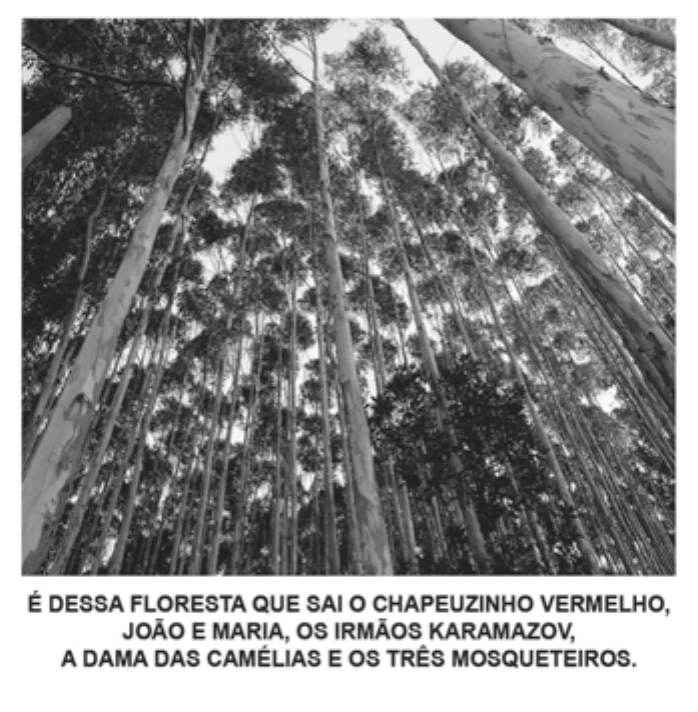 É DESSA FLORESTA QUE SAI O CHAPEUZINHO VERMELHO,
JOÃO E MARIA, OS IRMÃOS KARAMAZOV,
A DAMA DAS CAMÉLIAS E OS TRÊS MOSQUETEIROS.